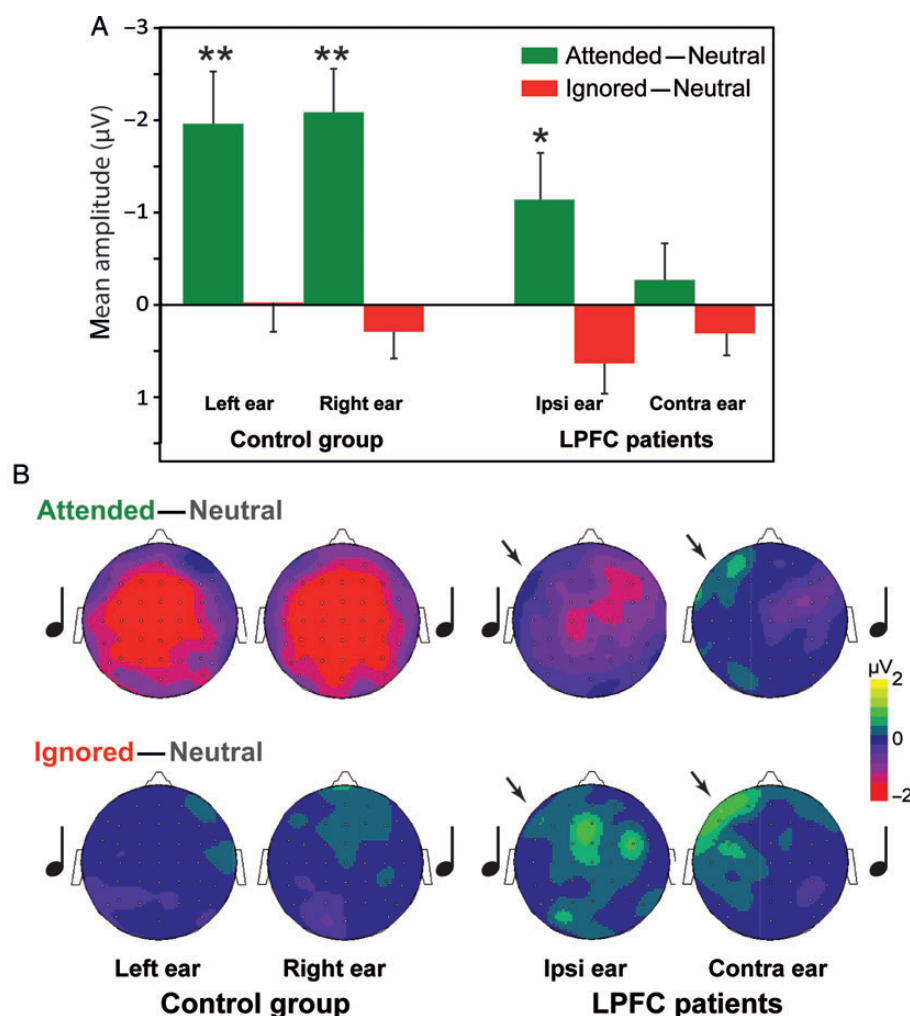 A
−3
−2
−1
0
1
Mean amplitude (µV)
** **
*
Attended—Neutral
Ignored—Neutral
Left ear Right ear
Control group
Ipsi ear Contra ear
LPFC patients
B
Attended—Neutral
µV
2
0
−2
Ignored—Neutral
Left ear Right ear Ipsi ear Contra ear
Control group LPFC patients